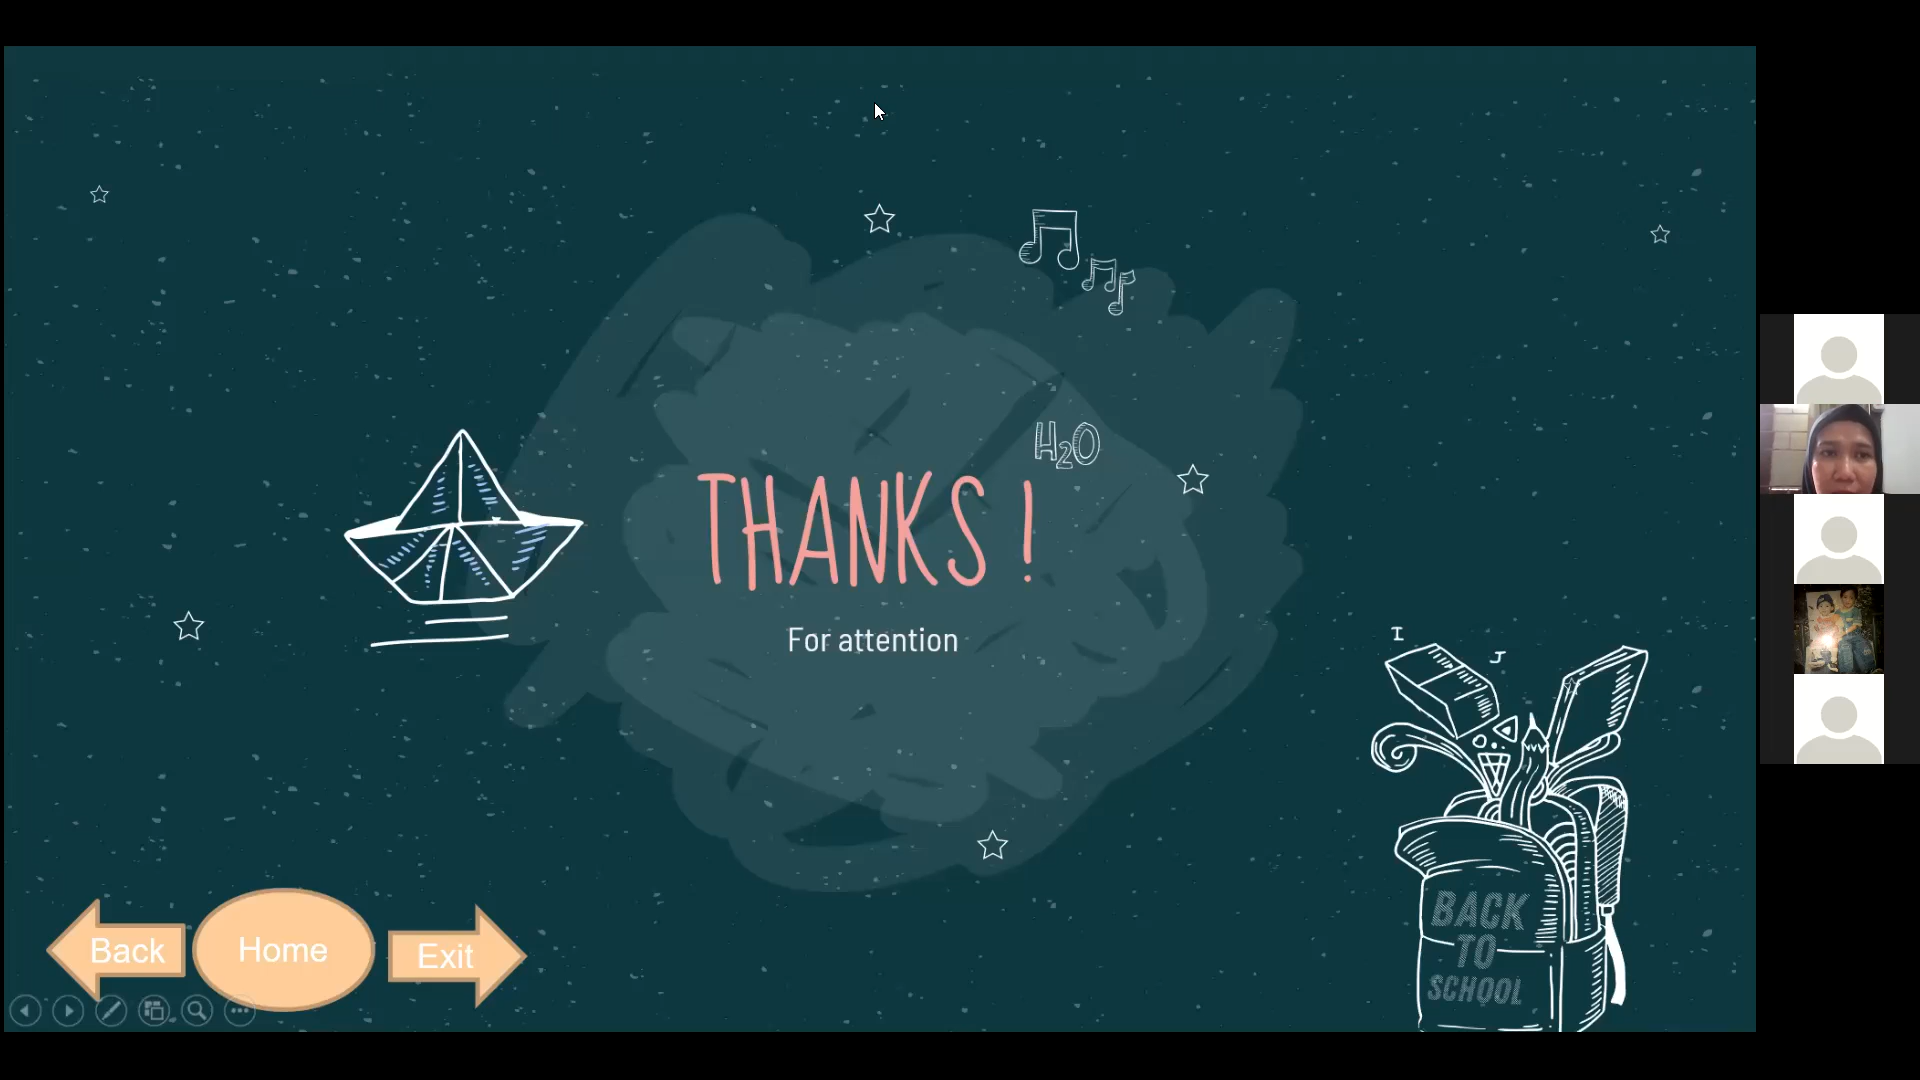 H2O
THANKS !
For attention
I
J
BACK
TO
SCHOOL
Back
Home
Exit